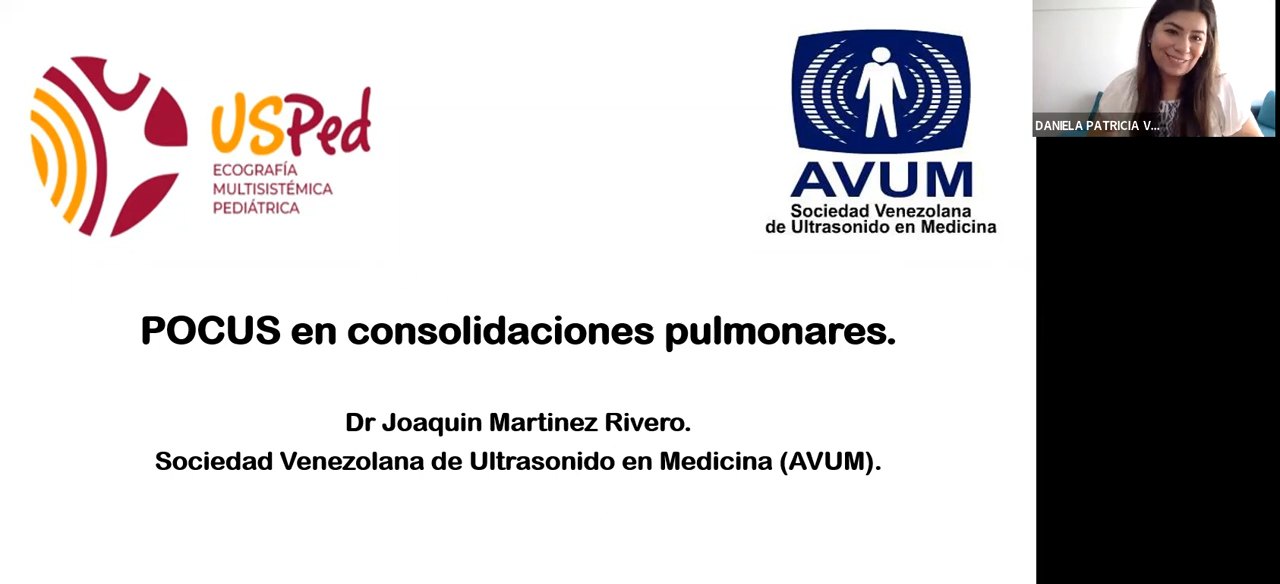 USPed
ECOGRAFÍA
MULTISISTÉMICA
PEDIÁTRICA
AVUM
Sociedad Venezolana
de Ultrasonido en Medicina
DANIELA PATRICIA V...
POCUS en consolidaciones pulmonares.
Dr Joaquin Martinez Rivero.
Sociedad Venezolana de Ultrasonido en Medicina (AVUM).